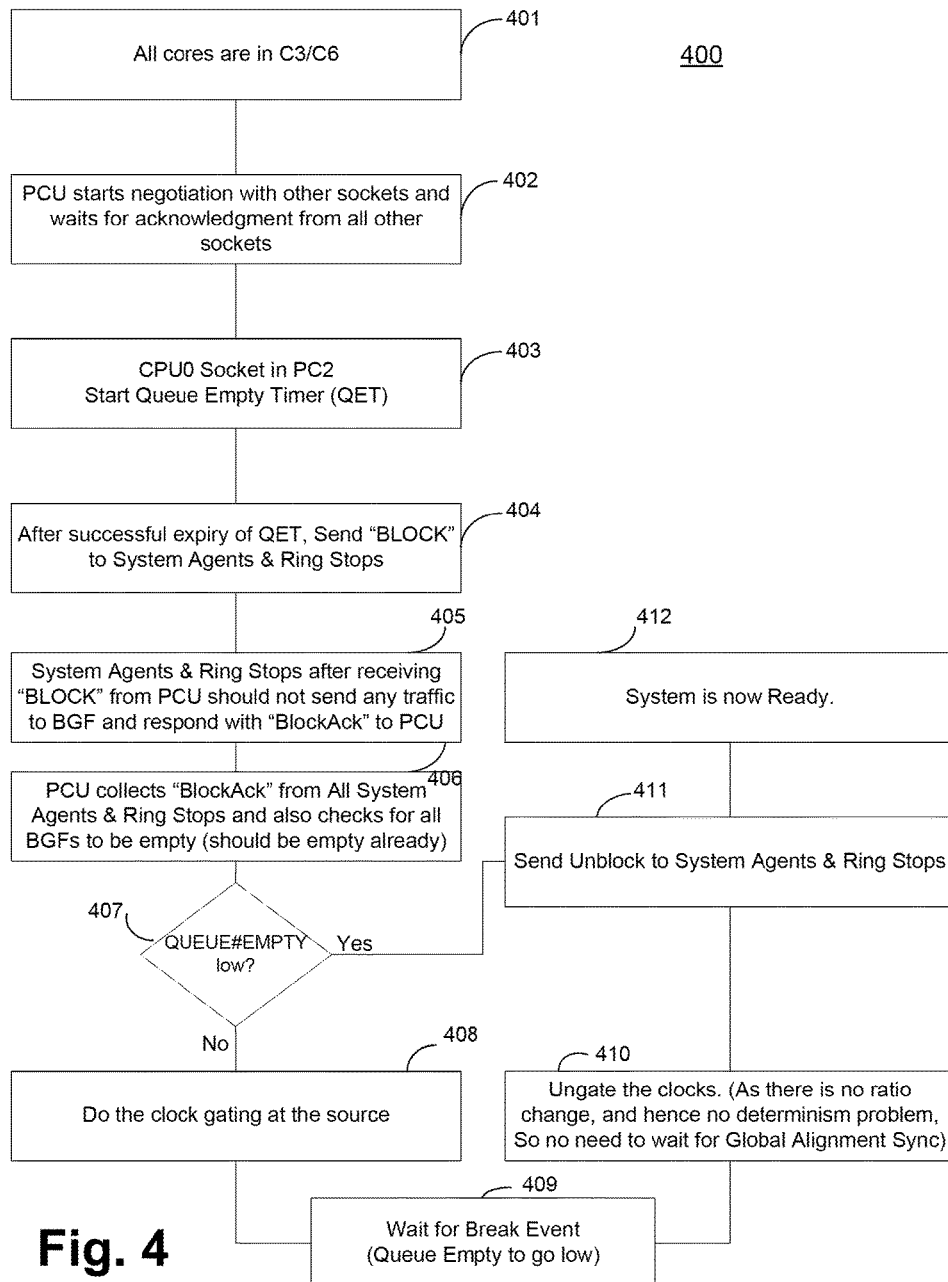 401
All cores are in C3/C6
400
402
PCU starts negotiation with other sockets and
waits for acknowledgment from all other
sockets
403
CPU0 Socket in PC2
Start Queue Empty Timer (QET)
404
After successful expiry of QET, Send “BLOCK”
to System Agents & Ring Stops
405
System Agents & Ring Stops after receiving
“BLOCK” from PCU should not send any traffic
to BGF and respond with “BlockAck” to PCU
406
PCU collects “BlockAck” from All System
Agents & Ring Stops and also checks for all
BGFs to be empty (should be empty already)
407
QUEUE#EMPTY
low?
Yes
No
408
Do the clock gating at the source
409
Wait for Break Event
(Queue Empty to go low)
410
Ungate the clocks. (As there is no ratio
change, and hence no determinism problem,
So no need to wait for Global Alignment Sync)
411
Send Unblock to System Agents & Ring Stops
412
System is now Ready.
Fig. 4